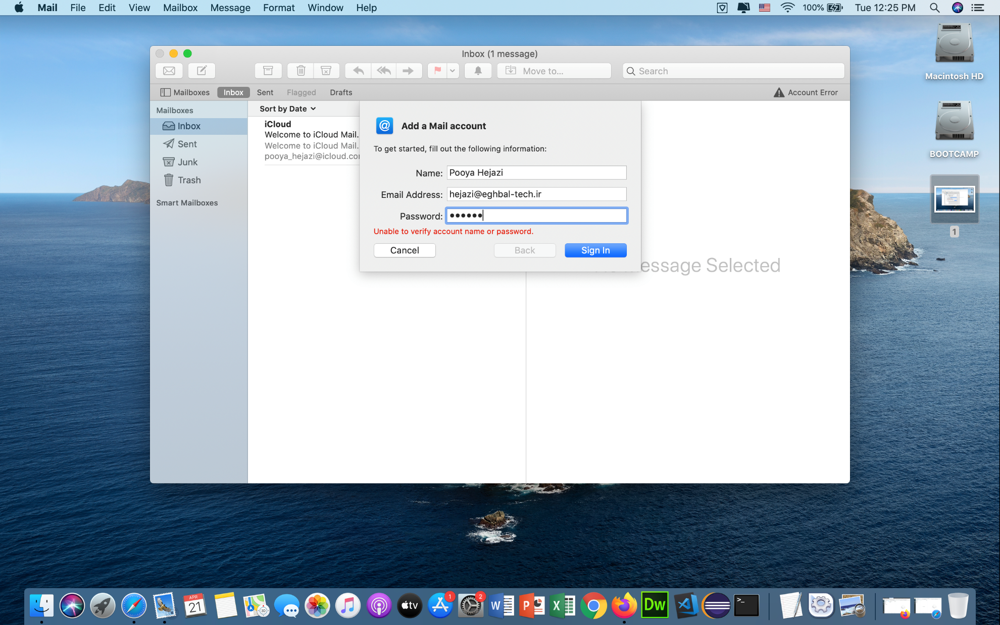 Mail File Edit View Mailbox Message Format Window Help 100% Tue 12:25 PM
Inbox (1 message)
Move to...
Search
Mailboxes Inbox Sent Flagged Drafts Account Error
Mailboxes
Inbox
Sent
Junk
Trash
Smart Mailboxes
Sort by Date
iCloud
Welcome to iCloud Mail.
Welcome to iCloud Mail.
pooya_hejazi@icloud.co
Add a Mail account
To get started, fill out the following information:
Name: Pooya Hejazi
Email Address: hejazi@eghbal-tech.ir
Password: ••••••
Unable to verify account name or password.
Cancel Back Sign In
essage Selected
Macintosh HD
BOOTCAMP
1
APR
21
3D
tv
1
2
W
P
X
Dw
>_